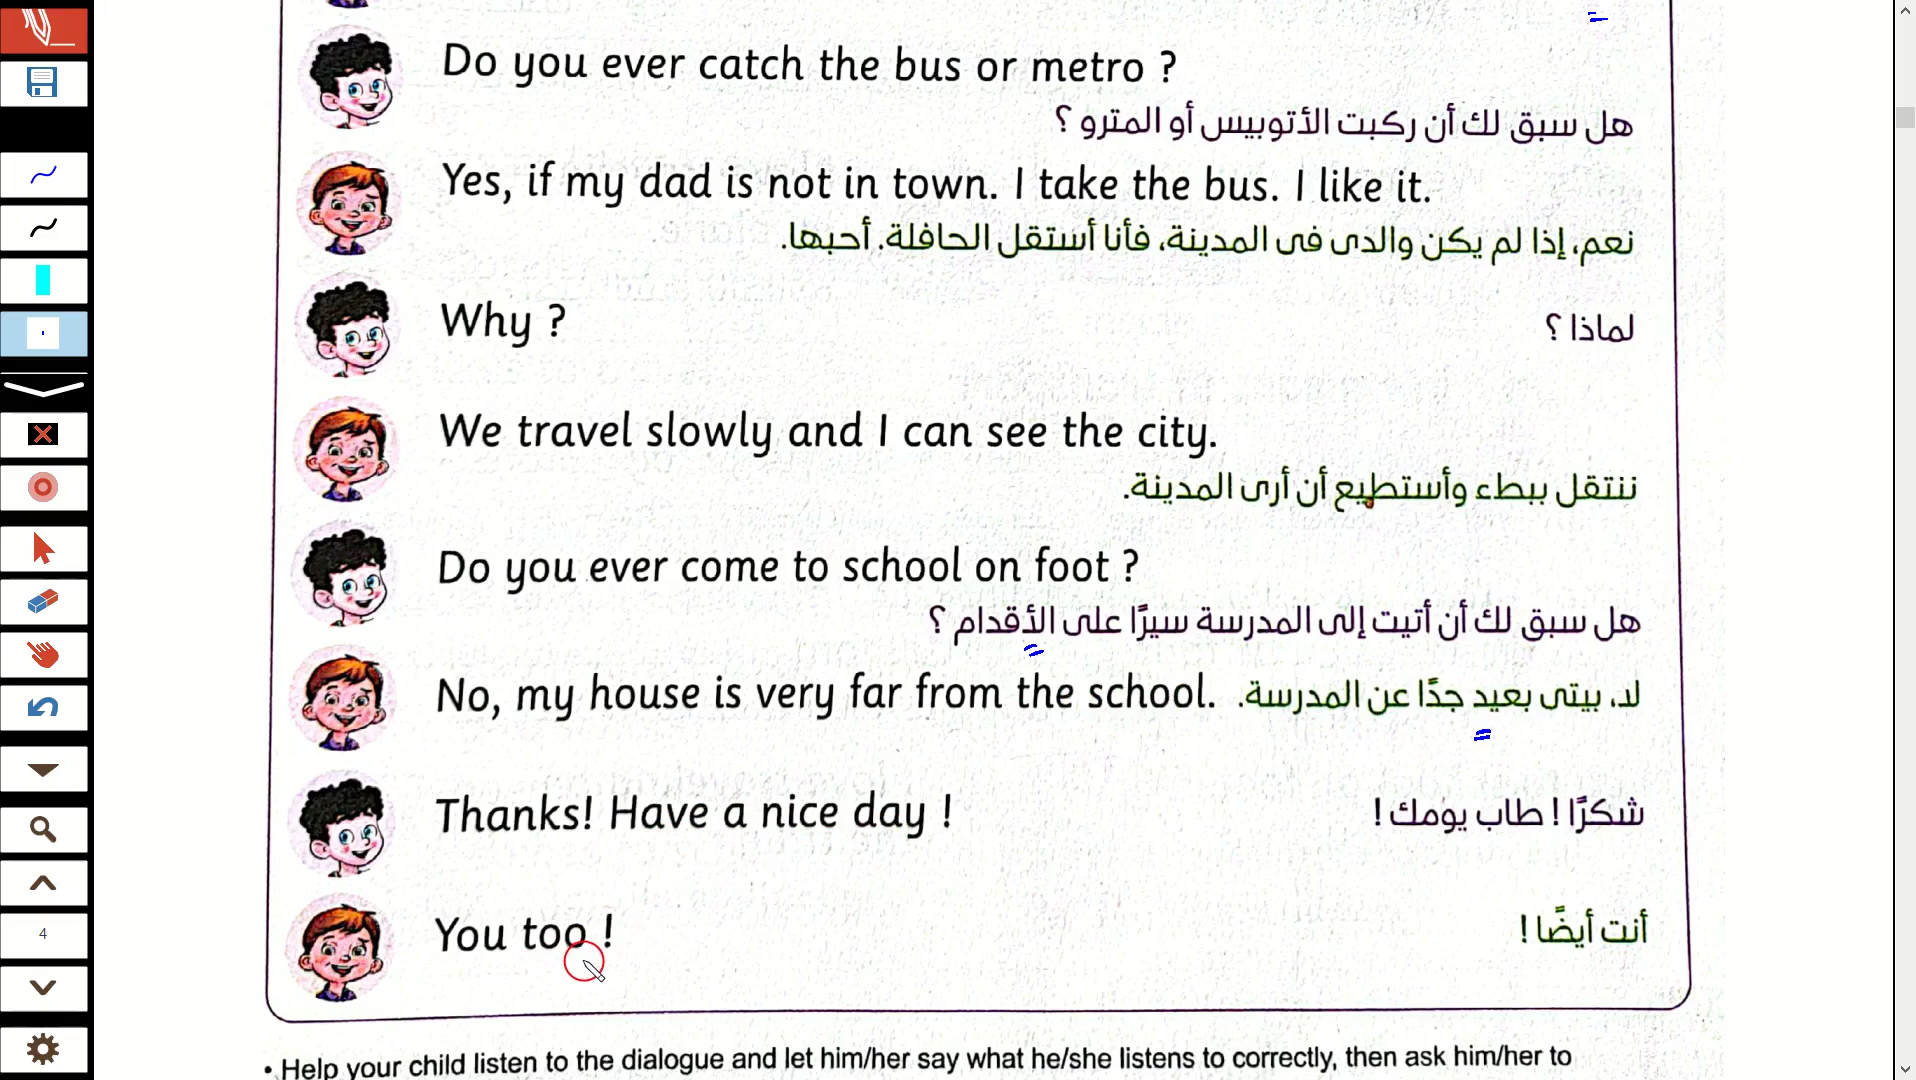 Do you ever catch the bus or metro ?
هل سبق لك أن ركبت الأتوبيس أو المترو ؟
Yes, if my dad is not in town. I take the bus. I like it.
نعم، إذا لم يكن والدى فى المدينة، فأنا أستقل الحافلة. أحبها.
Why ?
لماذا ؟
We travel slowly and I can see the city.
ننتقل ببطء وأستطيع أن أرى المدينة.
Do you ever come to school on foot ?
هل سبق لك أن أتيت إلى المدرسة سيرًا على الأقدام ؟
No, my house is very far from the school.
لا، بيتى بعيد جدًا عن المدرسة.
Thanks! Have a nice day !
شكرًا ! طاب يومك !
You too !
أنت أيضًا !
• Help your child listen to the dialogue and let him/her say what he/she listens to correctly, then ask him/her to
4